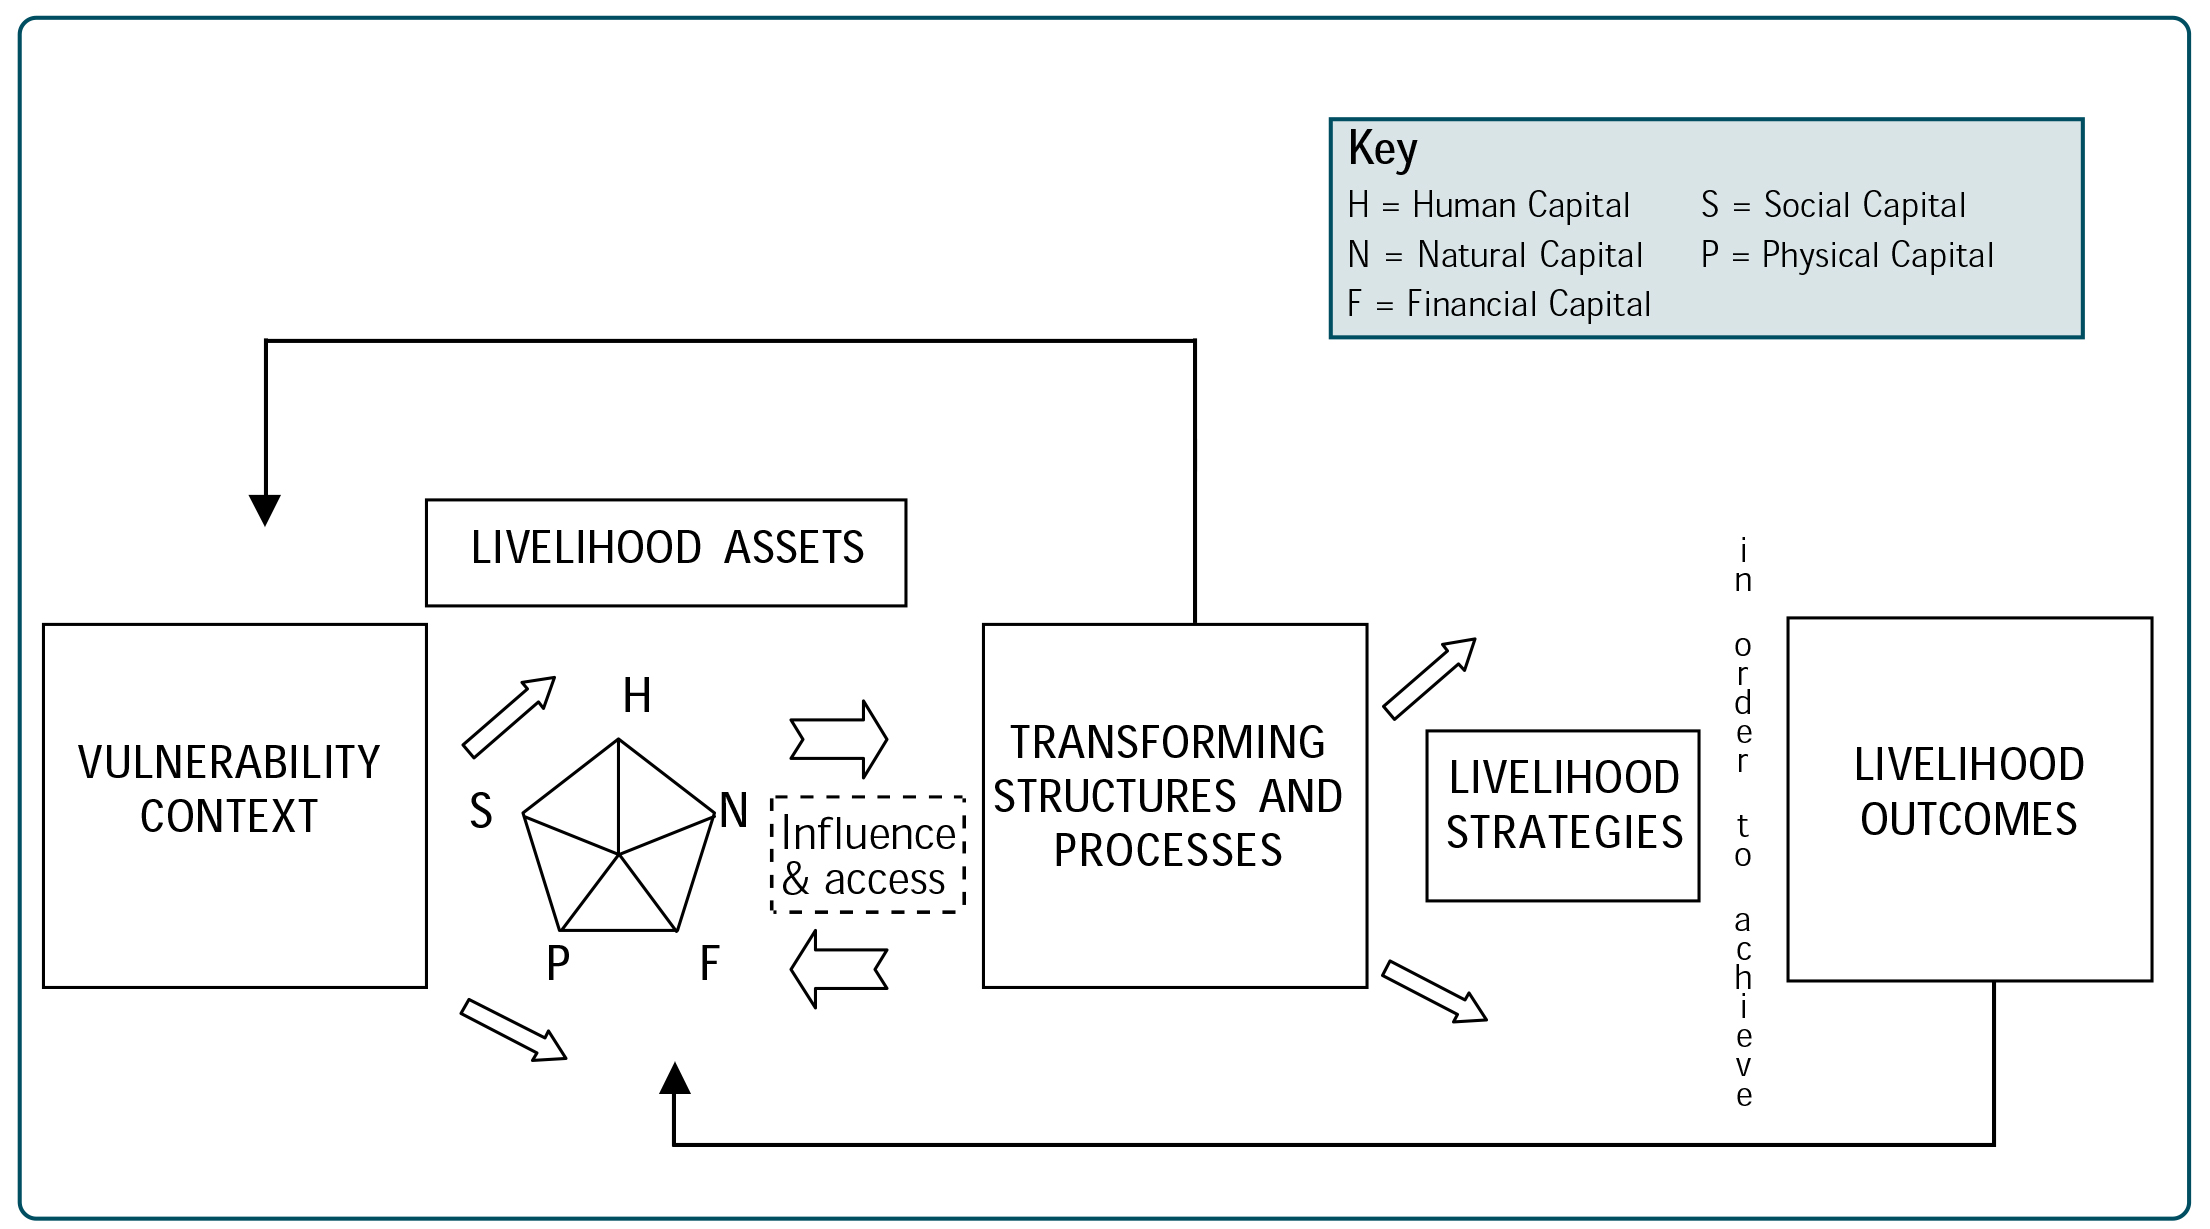 Key
H = Human Capital S = Social Capital
N = Natural Capital P = Physical Capital
F = Financial Capital
LIVELIHOOD ASSETS
VULNERABILITY
CONTEXT
H
S
N
P
F
Influence
& access
TRANSFORMING
STRUCTURES AND
PROCESSES
LIVELIHOOD
STRATEGIES
in order to achieve
LIVELIHOOD
OUTCOMES